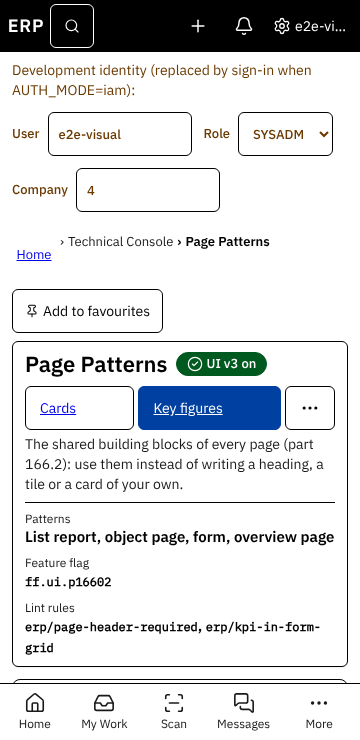 ERP
e2e-vi...
Development identity (replaced by sign-in when
AUTH_MODE=iam):
User e2e-visual Role SYSADM
Company 4
Home › Technical Console › Page Patterns
Add to favourites
Page Patterns UI v3 on
Cards Key figures ...
The shared building blocks of every page (part
166.2): use them instead of writing a heading, a
tile or a card of your own.
Patterns
List report, object page, form, overview page
Feature flag
ff.ui.p16602
Lint rules
erp/page-header-required, erp/kpi-in-form-
grid
Home My Work Scan Messages More